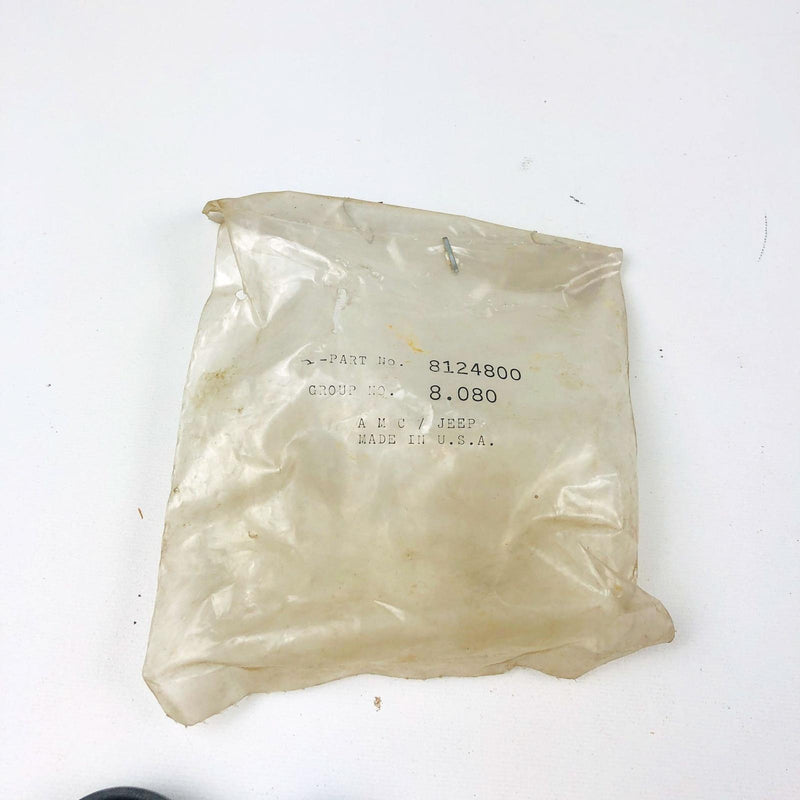 PART NO. 8124800
GROUP NO. 8.080
A M C / JEEP
MADE IN U.S.A.